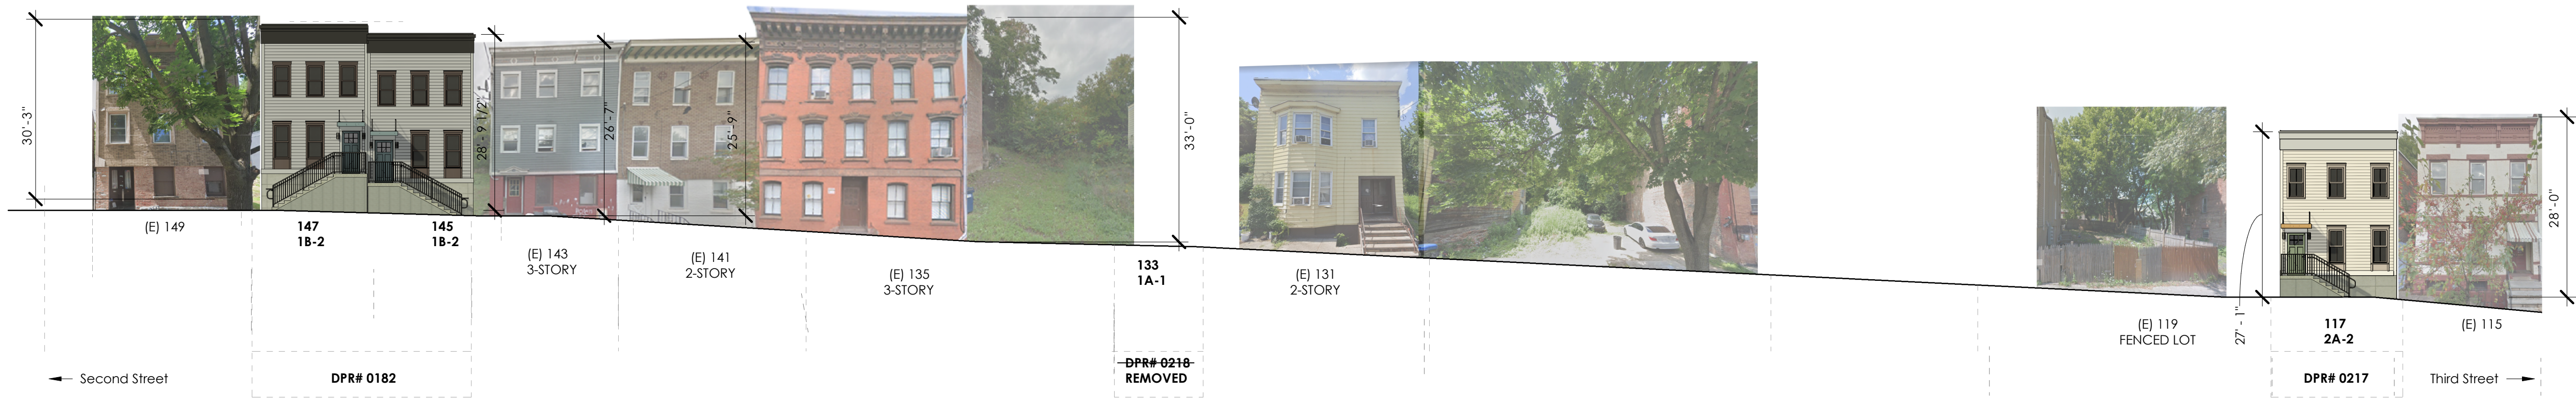 30'-3"
28' - 9 1/2"
26'-7"
25'-9"
33'-0"
27' - 1"
28'-0"
(E) 149
147
1B-2
145
1B-2
(E) 143
3-STORY
(E) 141
2-STORY
(E) 135
3-STORY
133
1A-1
(E) 131
2-STORY
(E) 119
FENCED LOT
117
2A-2
(E) 115
Second Street
DPR# 0182
DPR# 0218
REMOVED
DPR# 0217
Third Street